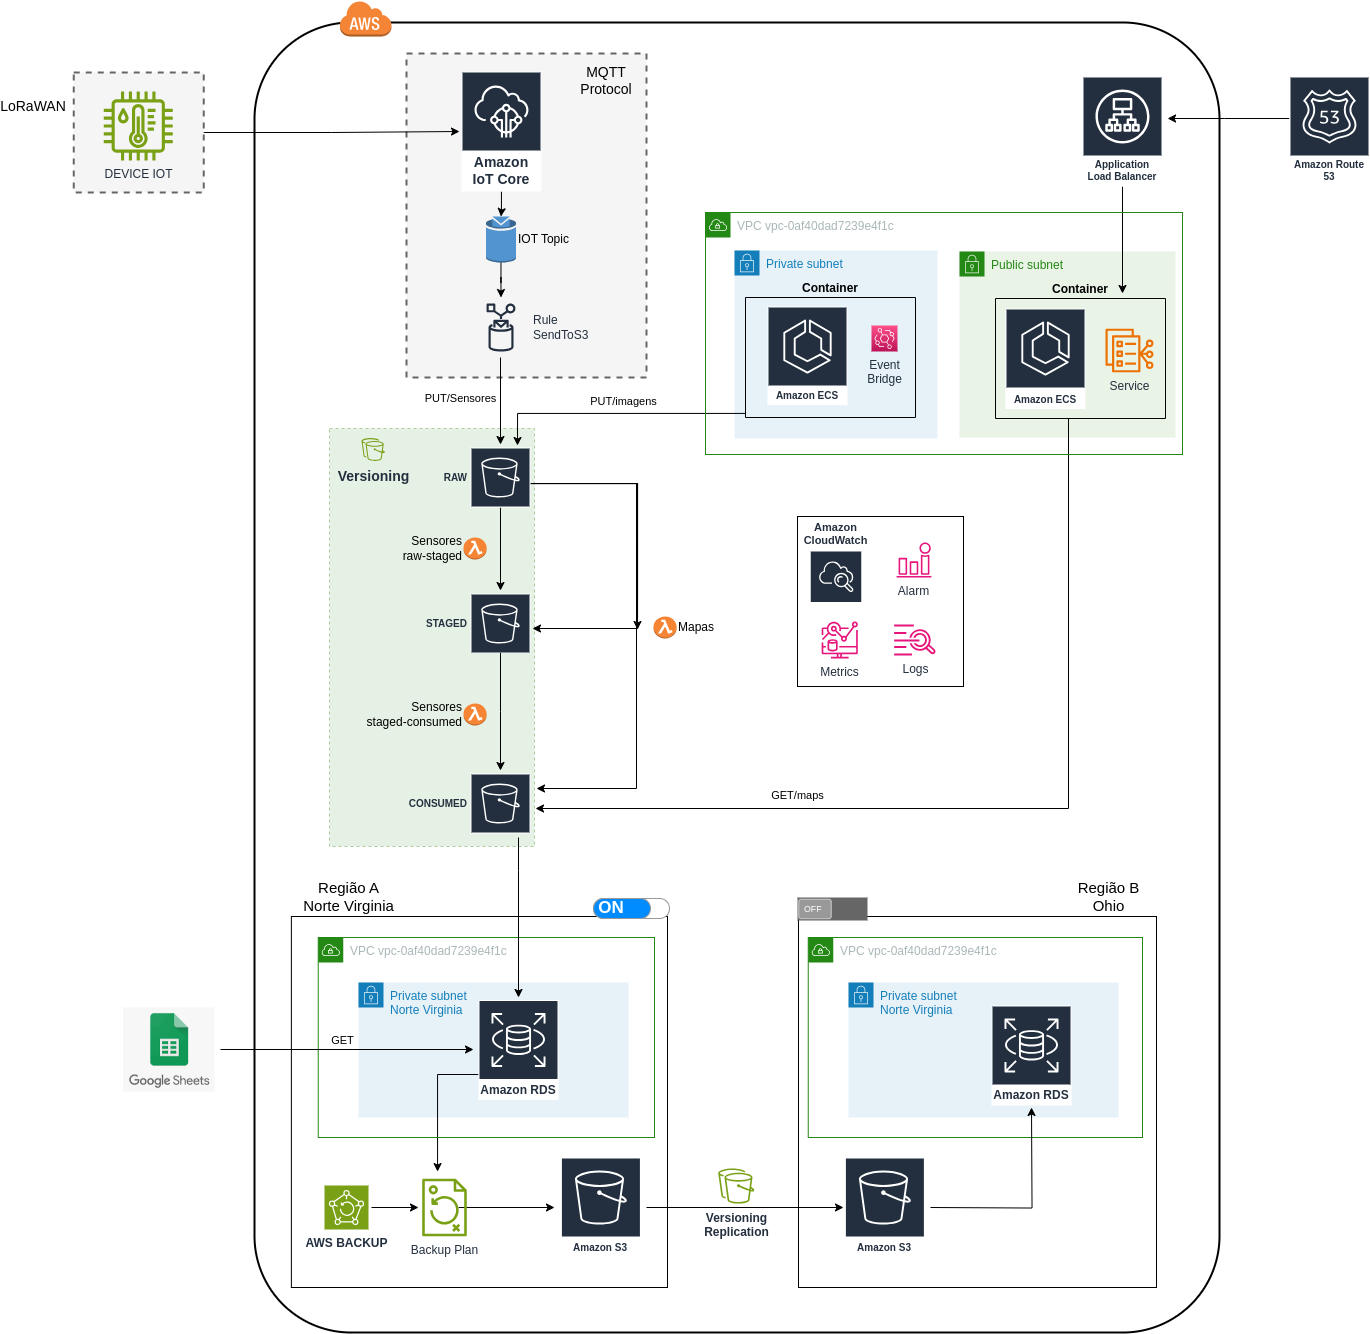 AWS
LoRaWAN
DEVICE IOT
MQTT
Protocol
Amazon
IoT Core
IOT Topic
Rule
SendToS3
Application
Load Balancer
53
Amazon Route
53
VPC vpc-0af40dad7239e4f1c
Private subnet
Container
Amazon ECS
Event
Bridge
Public subnet
Container
Amazon ECS
Service
PUT/Sensores
PUT/imagens
Versioning
RAW
Sensores
raw-staged
STAGED
Mapas
Sensores
staged-consumed
CONSUMED
GET/maps
Amazon
CloudWatch
Alarm
Metrics
Logs
Região A
Norte Virginia
ON
VPC vpc-0af40dad7239e4f1c
Private subnet
Norte Virginia
Amazon RDS
Google Sheets
GET
AWS BACKUP
Backup Plan
Amazon S3
Versioning
Replication
Região B
Ohio
OFF
VPC vpc-0af40dad7239e4f1c
Private subnet
Norte Virginia
Amazon RDS
Amazon S3